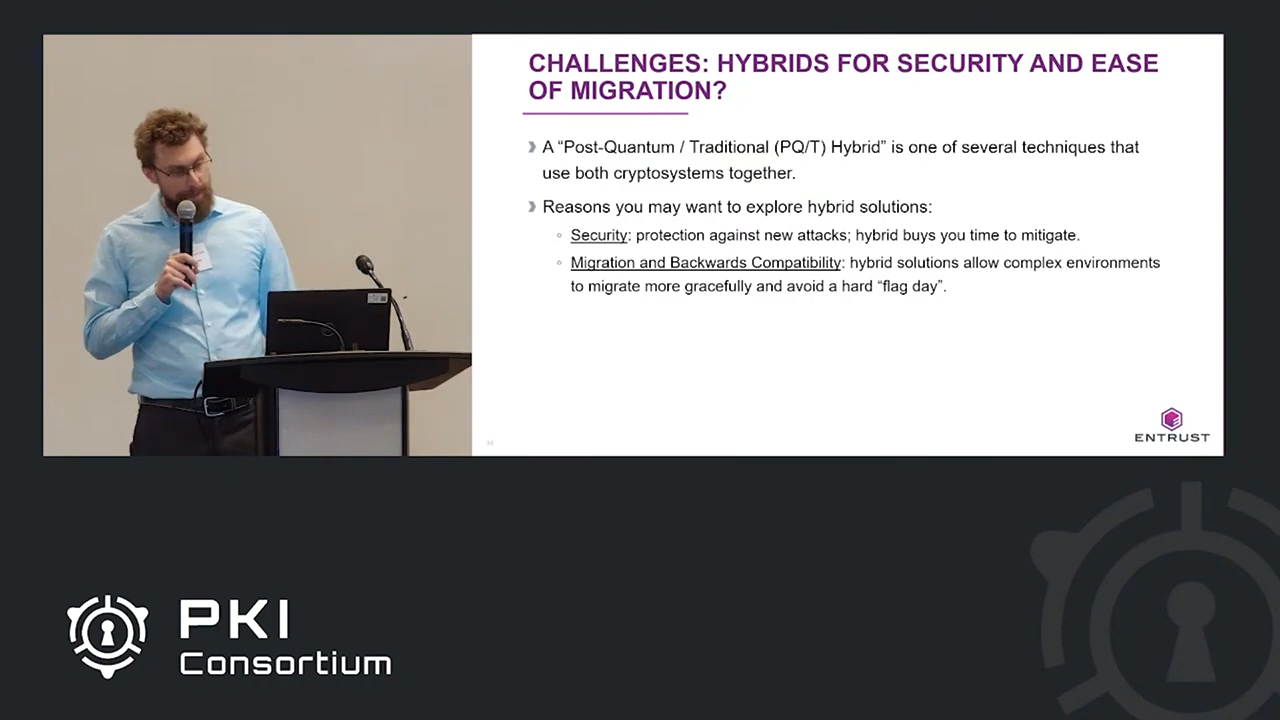 CHALLENGES: HYBRIDS FOR SECURITY AND EASE
OF MIGRATION?
A “Post-Quantum / Traditional (PQ/T) Hybrid” is one of several techniques that
use both cryptosystems together.
Reasons you may want to explore hybrid solutions:
Security: protection against new attacks; hybrid buys you time to mitigate.
Migration and Backwards Compatibility: hybrid solutions allow complex environments
to migrate more gracefully and avoid a hard “flag day”.
ENTRUST
PKI
Consortium